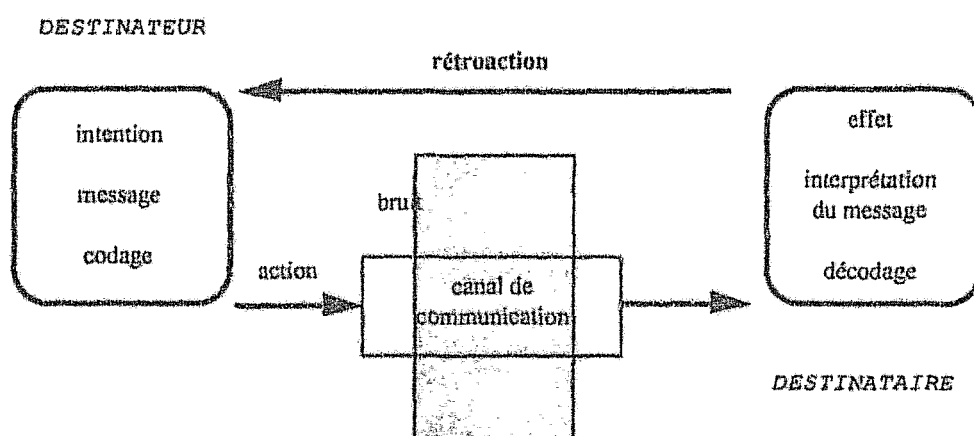 DESTINATEUR
rétroaction
intention
message
codage
action
bruit
canal de
communication
effet
interprétation
du message
décodage
DESTINATAIRE